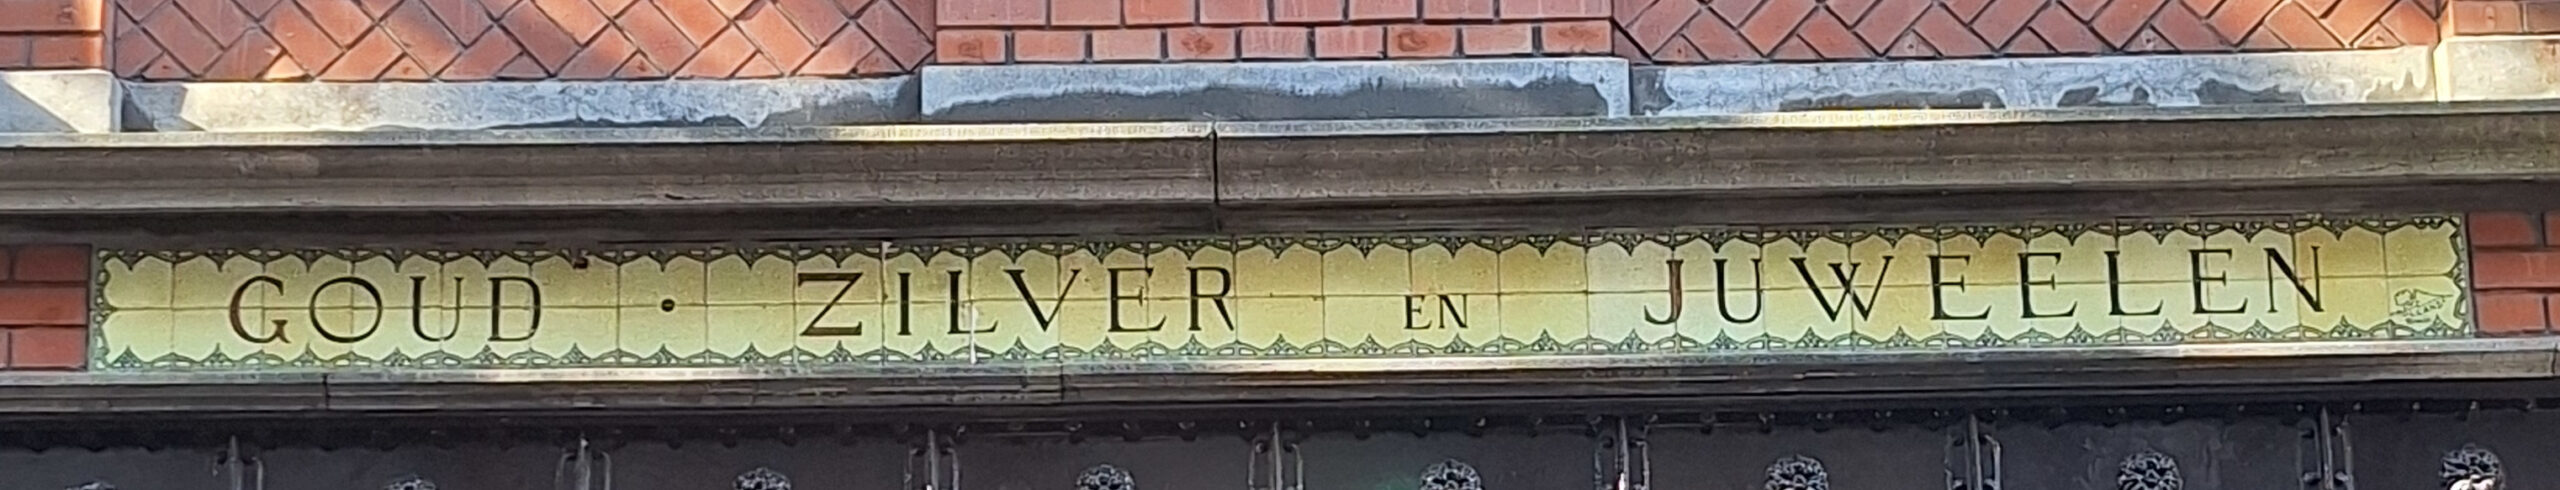 GOUD · ZILVER EN JUWEELEN